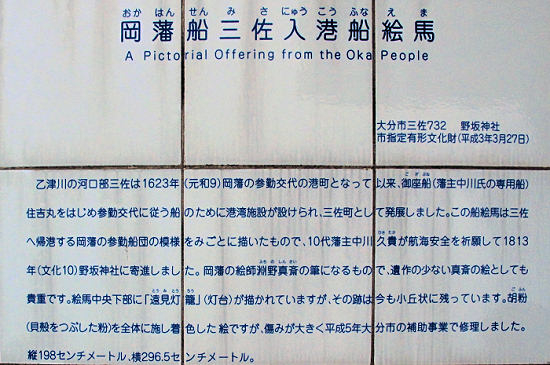 おかはんせんみさにゅうこうふなえま
岡藩船三佐入港船絵馬
A Pictorial Offering from the Oka People
大分市三佐732　野坂神社
市指定有形文化財(平成3年3月27日)
乙津川の河口部三佐は1623年(元和9)岡藩の参勤交代の港町となって以来、御座船(藩主中川氏の専用船)
住吉丸をはじめ参勤交代に従う船のために港湾施設が設けられ、三佐町として発展しました。この船絵馬は三佐
へ帰港する岡藩の参勤船団の模様をみごとに描いたもので、10代藩主中川久貴が航海安全を祈願して1813
年(文化10)野坂神社に寄進しました。岡藩の絵師淵野真斎の筆になるもので、遺作の少ない真斎の絵としても
貴重です。絵馬中央下部に「遠見灯籠」(灯台)が描かれていますが、その跡は今も小丘状に残っています。胡粉
(貝殻をつぶした粉)を全体に施し着色した絵ですが、傷みが大きく平成5年大分市の補助事業で修理しました。
縦198センチメートル、横296.5センチメートル。